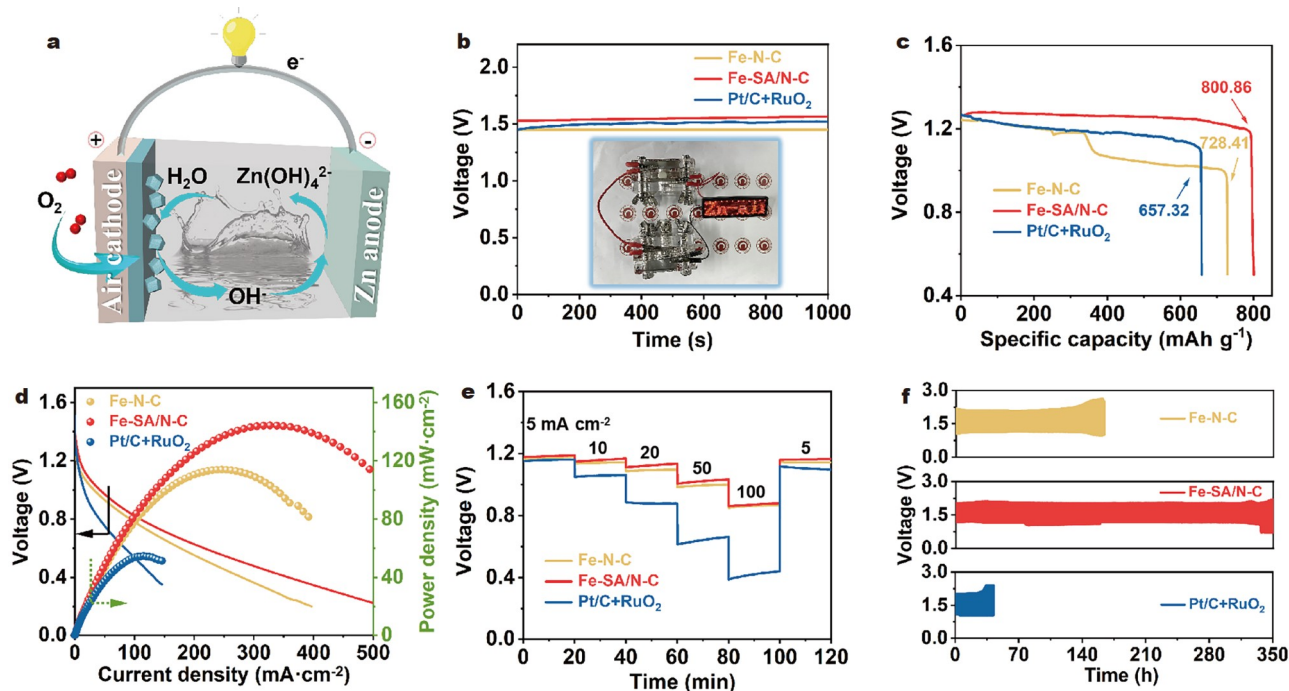 a
e⁻
+
-
O₂
H₂O
Zn(OH)₄²⁻
OH⁻
Air cathode
Zn anode
b
Fe-N-C
Fe-SA/N-C
Pt/C+RuO₂
Voltage (V)
2.0
1.5
1.0
0.5
0.0
Zn-air
0
200
400
600
800
1000
Time (s)
c
Voltage (V)
1.6
1.2
0.8
0.4
800.86
728.41
657.32
Fe-N-C
Fe-SA/N-C
Pt/C+RuO₂
0
200
400
600
800
Specific capacity (mAh g⁻¹)
d
Fe-N-C
Fe-SA/N-C
Pt/C+RuO₂
Voltage (V)
1.6
1.2
0.8
0.4
0.0
160
120
80
40
0
Power density (mW·cm⁻²)
0
100
200
300
400
500
Current density (mA·cm⁻²)
e
Voltage (V)
1.6
1.2
0.8
0.4
0.0
5 mA cm⁻²
10
20
50
100
5
Fe-N-C
Fe-SA/N-C
Pt/C+RuO₂
0
20
40
60
80
100
120
Time (min)
f
Voltage (V)
3.0
1.5
0.0
Fe-N-C
3.0
1.5
0.0
Fe-SA/N-C
3.0
1.5
0.0
Pt/C+RuO₂
0
70
140
210
280
350
Time (h)